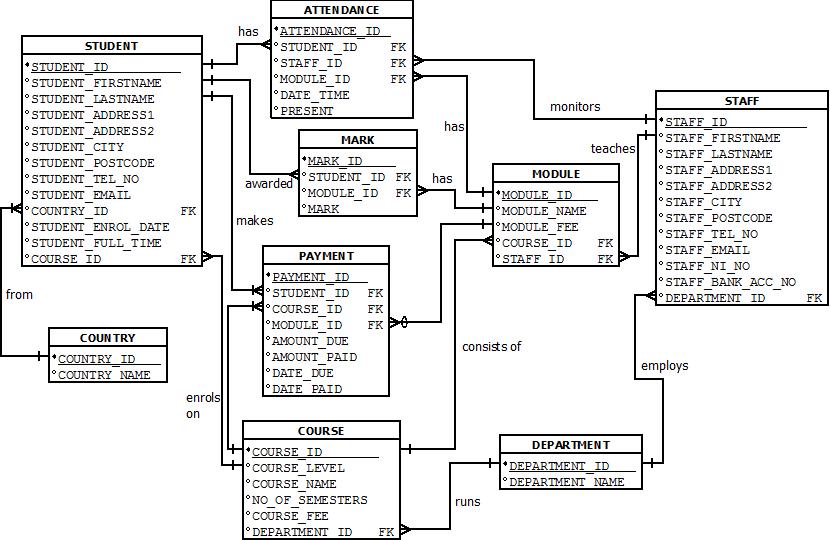 ATTENDANCE
ATTENDANCE_ID
STUDENT_ID FK
STAFF_ID FK
MODULE_ID FK
DATE_TIME
PRESENT
has
STUDENT
STUDENT_ID
STUDENT_FIRSTNAME
STUDENT_LASTNAME
STUDENT_ADDRESS1
STUDENT_ADDRESS2
STUDENT_CITY
STUDENT_POSTCODE
STUDENT_TEL_NO
STUDENT_EMAIL
COUNTRY_ID FK
STUDENT_ENROL_DATE
STUDENT_FULL_TIME
COURSE_ID FK
monitors
STAFF
STAFF_ID
STAFF_FIRSTNAME
STAFF_LASTNAME
STAFF_ADDRESS1
STAFF_ADDRESS2
STAFF_CITY
STAFF_POSTCODE
STAFF_TEL_NO
STAFF_EMAIL
STAFF_NI_NO
STAFF_BANK_ACC_NO
DEPARTMENT_ID FK
has
teaches
MARK
MARK_ID
STUDENT_ID FK
MODULE_ID FK
MARK
awarded
has
MODULE
MODULE_ID
MODULE_NAME
MODULE_FEE
COURSE_ID FK
STAFF_ID FK
makes
PAYMENT
PAYMENT_ID
STUDENT_ID FK
COURSE_ID FK
MODULE_ID FK
AMOUNT_DUE
AMOUNT_PAID
DATE_DUE
DATE_PAID
from
COUNTRY
COUNTRY_ID
COUNTRY_NAME
consists of
employs
enrols
on
COURSE
COURSE_ID
COURSE_LEVEL
COURSE_NAME
NO_OF_SEMESTERS
COURSE_FEE
DEPARTMENT_ID FK
DEPARTMENT
DEPARTMENT_ID
DEPARTMENT_NAME
runs